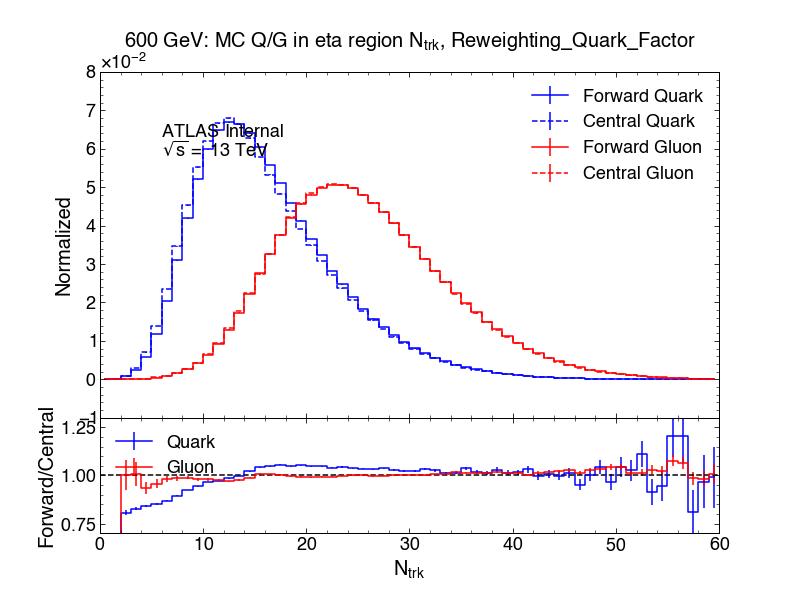 600 GeV: MC Q/G in eta region N_trk, Reweighting_Quark_Factor
×10⁻²
8
7
6
5
4
3
2
1
0
−1
Normalized
ATLAS Internal
√s = 13 TeV
Forward Quark
Central Quark
Forward Gluon
Central Gluon
1.25
1.00
0.75
Forward/Central
Quark
Gluon
0 10 20 30 40 50 60
N_trk